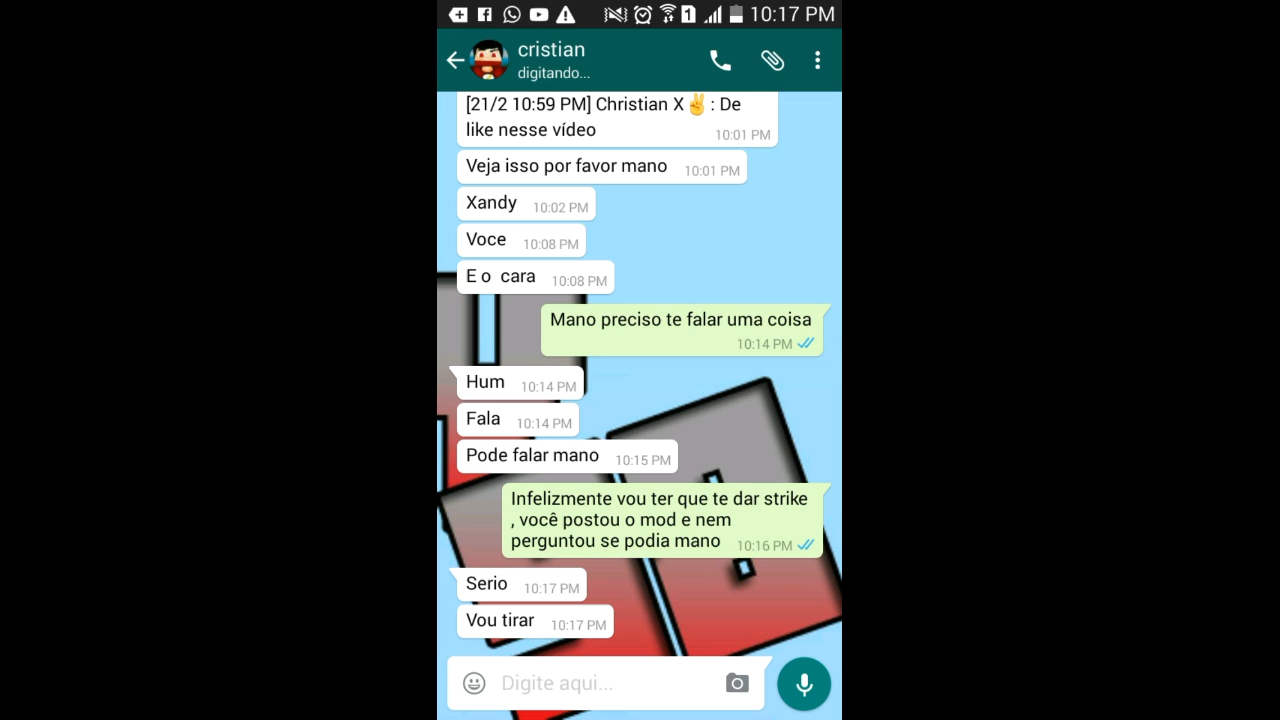 10:17 PM
cristian
digitando...
[21/2 10:59 PM] Christian X✌: De
like nesse vídeo 10:01 PM
Veja isso por favor mano 10:01 PM
Xandy 10:02 PM
Voce 10:08 PM
E o cara 10:08 PM
Mano preciso te falar uma coisa
10:14 PM
Hum 10:14 PM
Fala 10:14 PM
Pode falar mano 10:15 PM
Infelizmente vou ter que te dar strike
, você postou o mod e nem
perguntou se podia mano 10:16 PM
Serio 10:17 PM
Vou tirar 10:17 PM
Digite aqui...